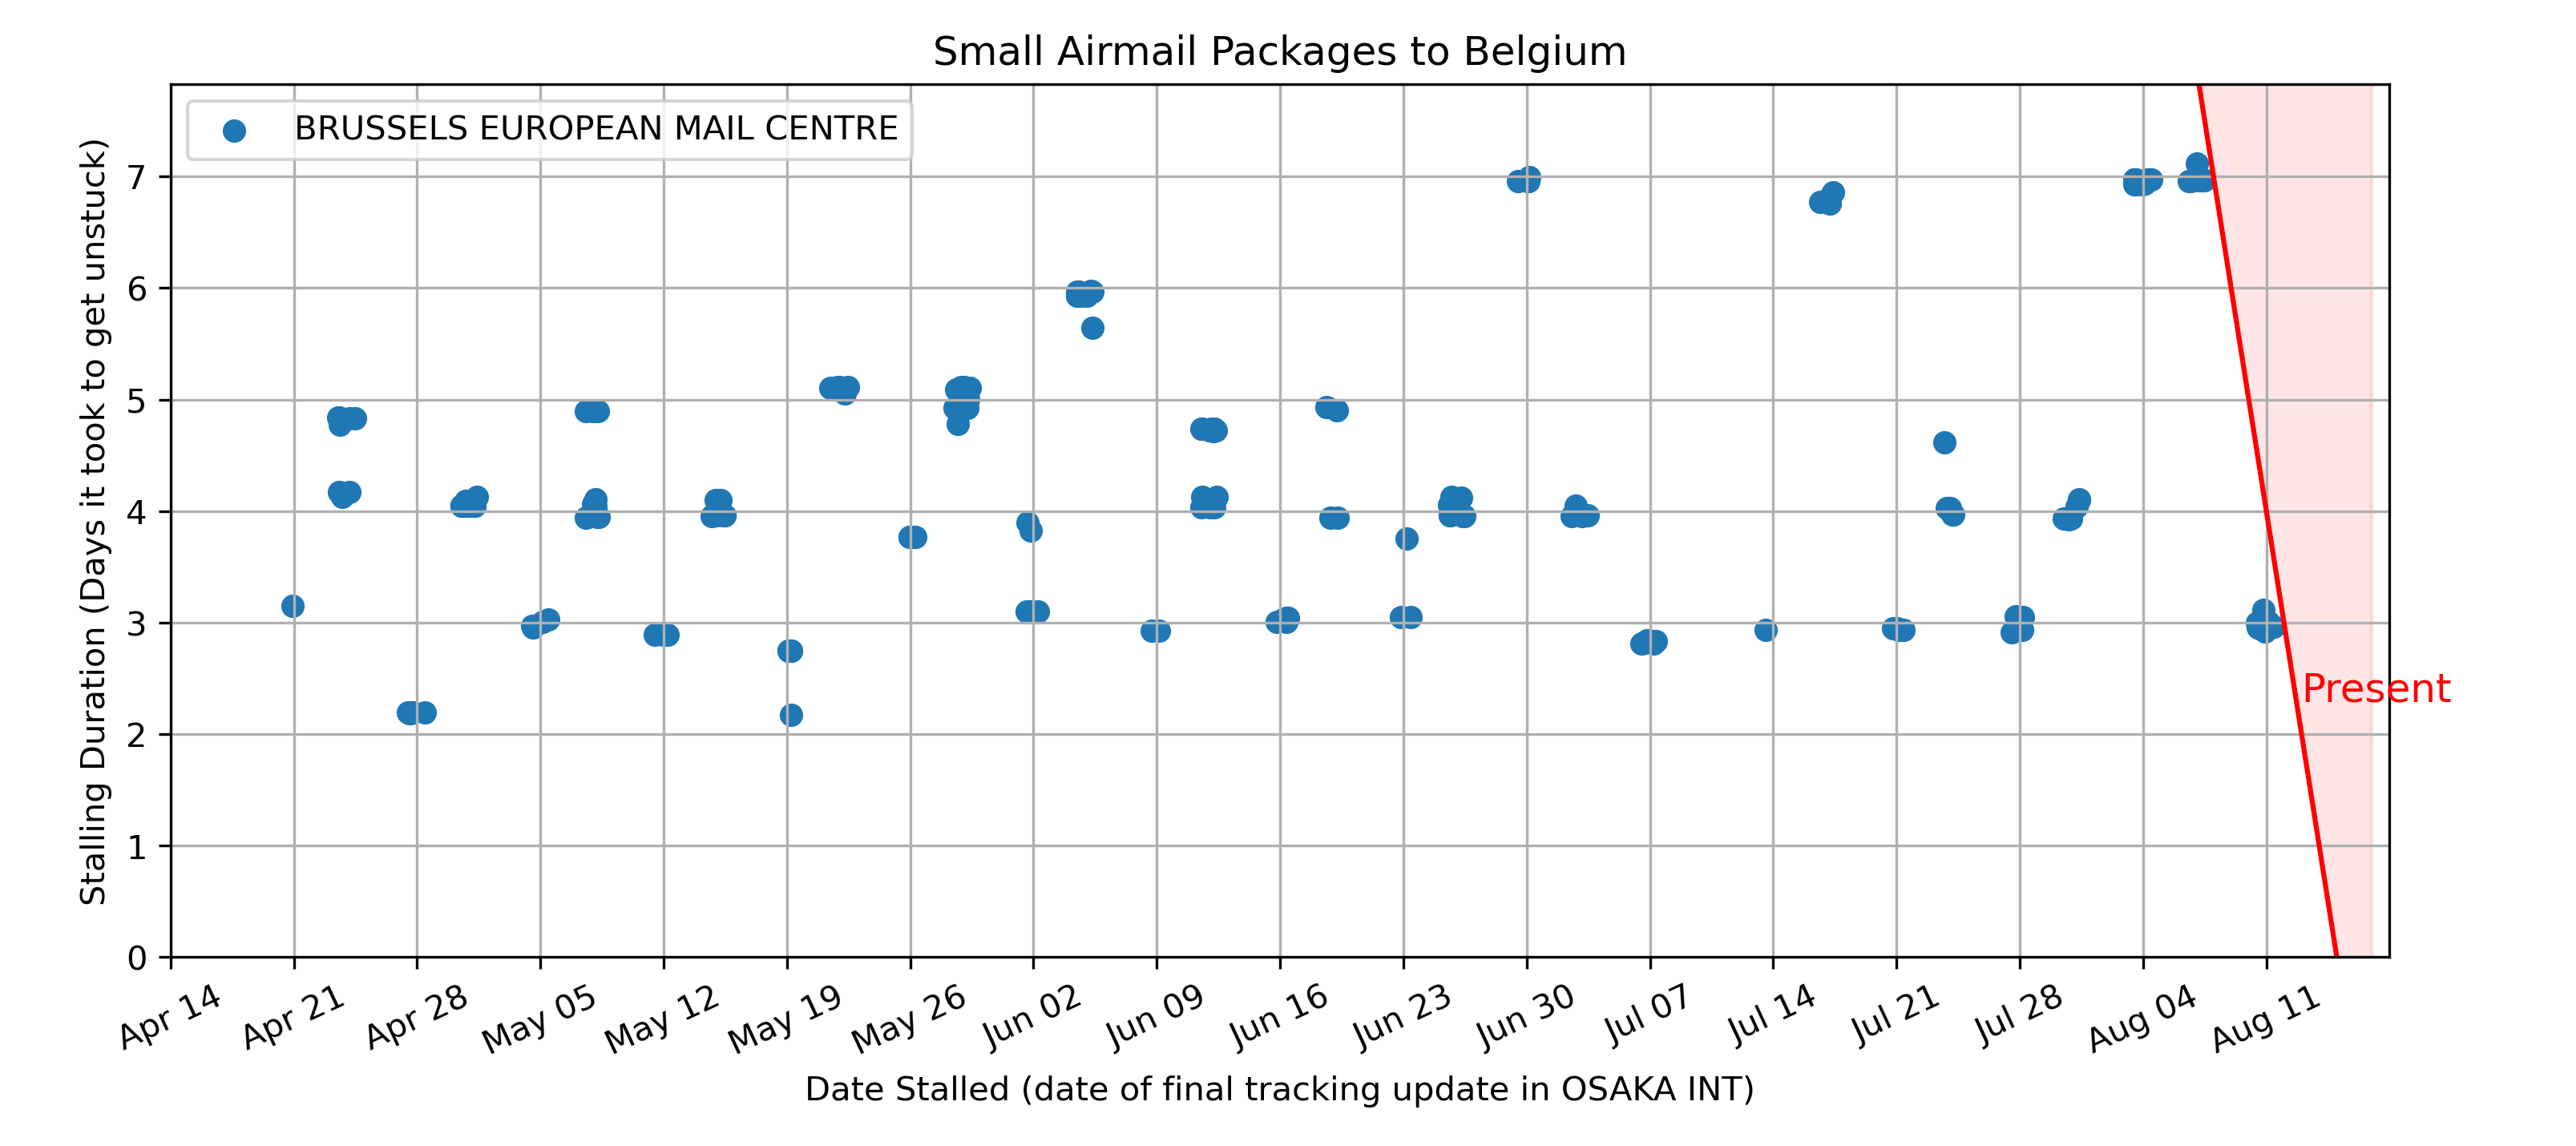 Small Airmail Packages to Belgium
BRUSSELS EUROPEAN MAIL CENTRE
Stalling Duration (Days it took to get unstuck)
7
6
5
4
3
2
1
0
Present
Apr 14
Apr 21
Apr 28
May 05
May 12
May 19
May 26
Jun 02
Jun 09
Jun 16
Jun 23
Jun 30
Jul 07
Jul 14
Jul 21
Jul 28
Aug 04
Aug 11
Date Stalled (date of final tracking update in OSAKA INT)